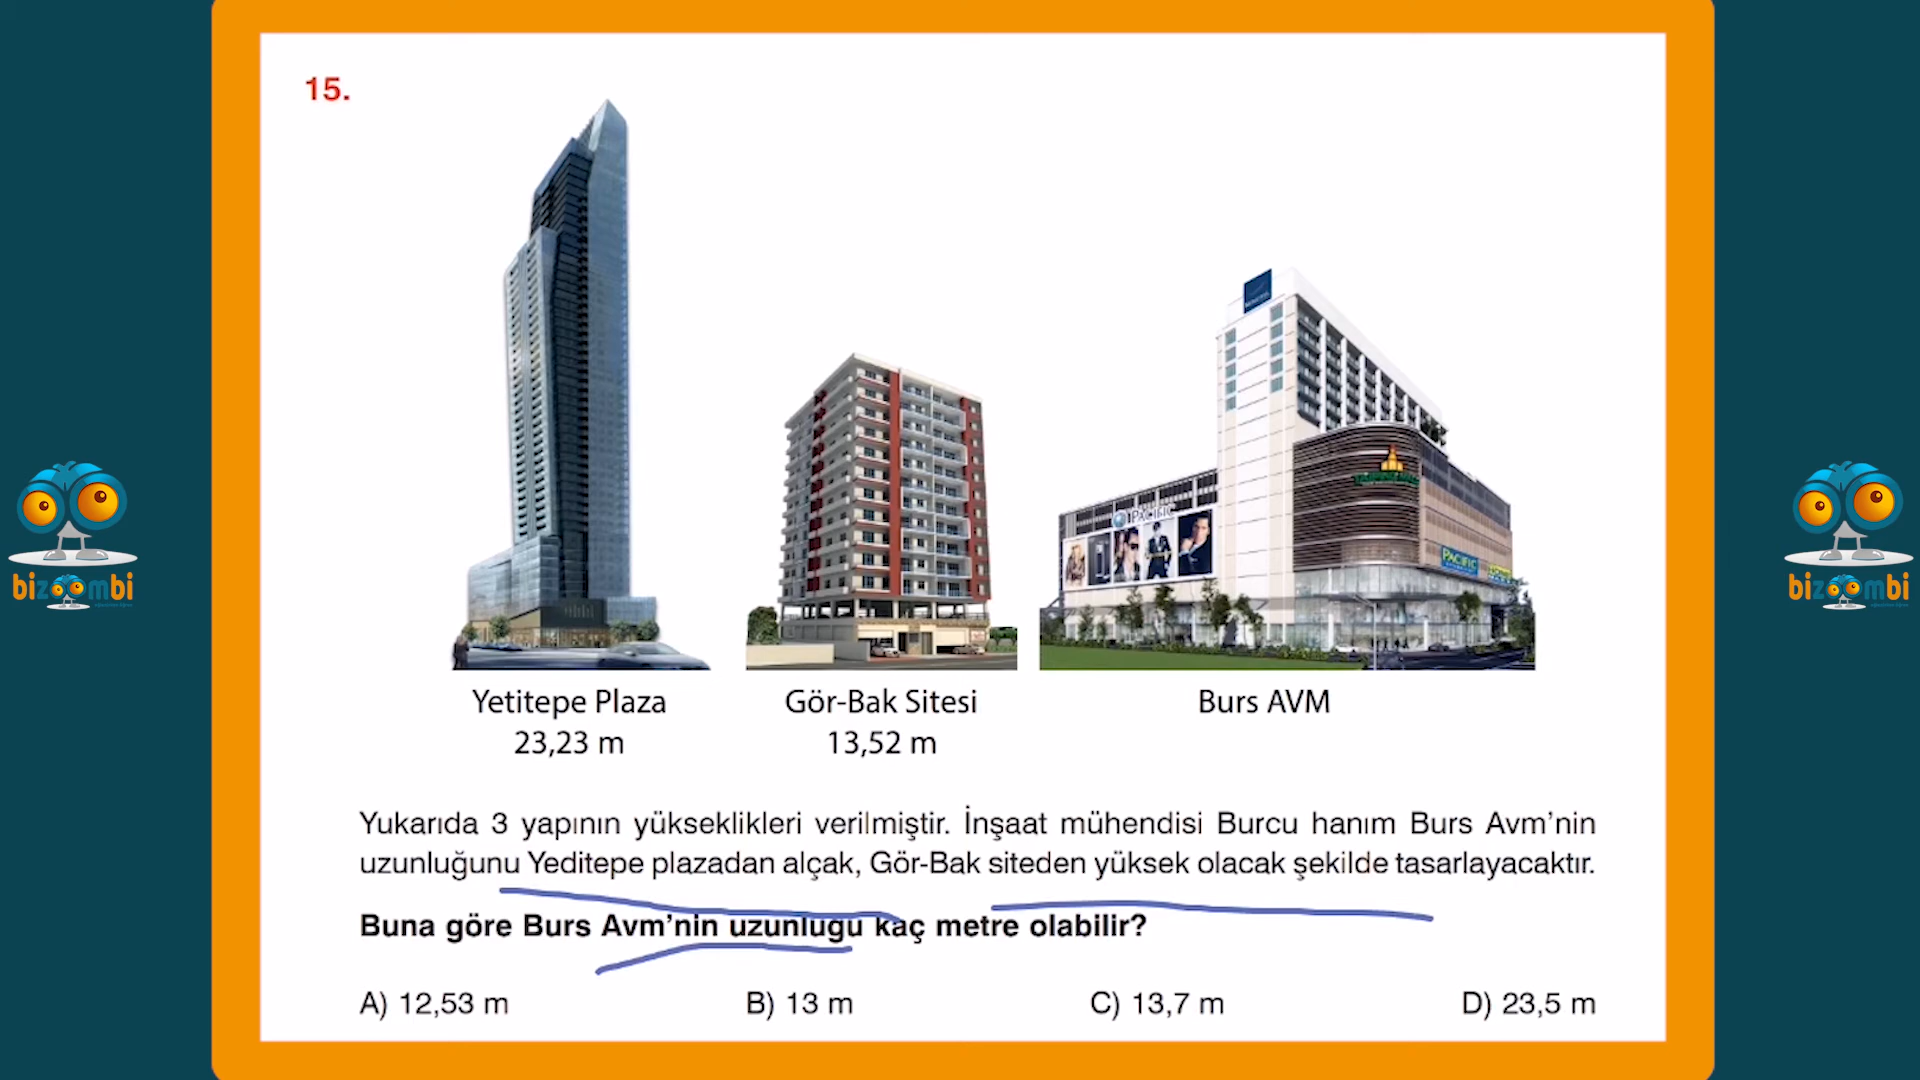 15.
PACIFIC
PACIFIC
Yetitepe Plaza
Gör-Bak Sitesi
Burs AVM
23,23 m
13,52 m
bizoombi
bizoombi
Yukarıda 3 yapının yükseklikleri verilmiştir. İnşaat mühendisi Burcu hanım Burs Avm’nin
uzunluğunu Yeditepe plazadan alçak, Gör-Bak siteden yüksek olacak şekilde tasarlayacaktır.
Buna göre Burs Avm’nin uzunluğu kaç metre olabilir?
A) 12,53 m
B) 13 m
C) 13,7 m
D) 23,5 m